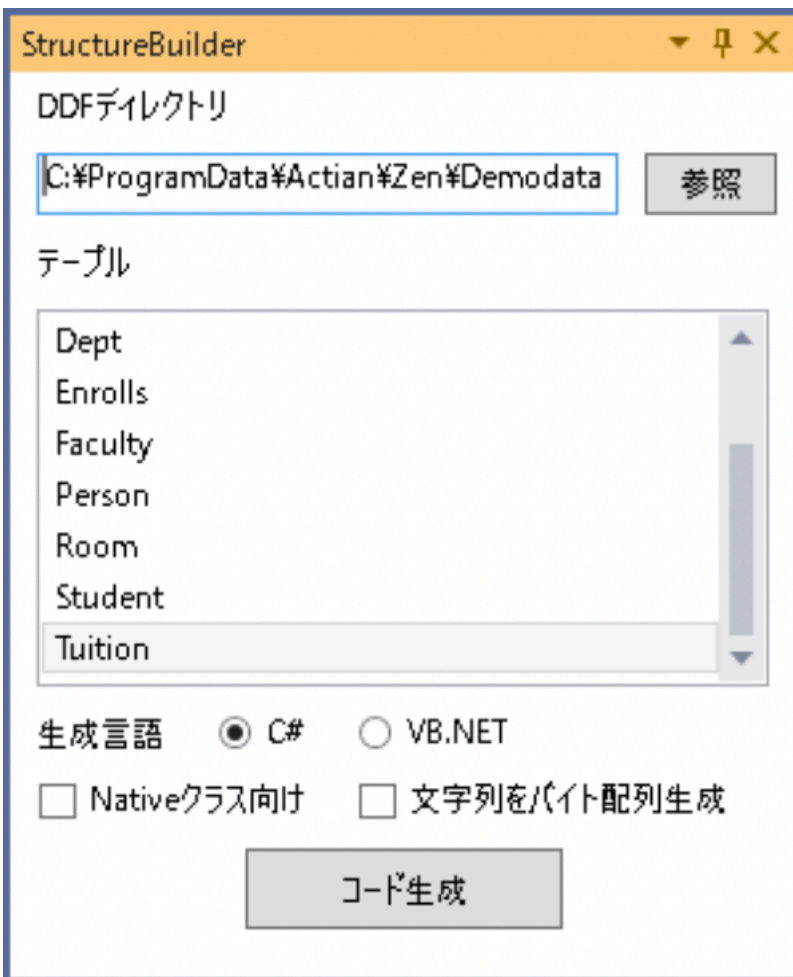 StructureBuilder
DDFディレクトリ
C:¥ProgramData¥Actian¥Zen¥Demodata
参照
テーブル
Dept
Enrolls
Faculty
Person
Room
Student
Tuition
生成言語 C# VB.NET
Nativeクラス向け 文字列をバイト配列生成
コード生成